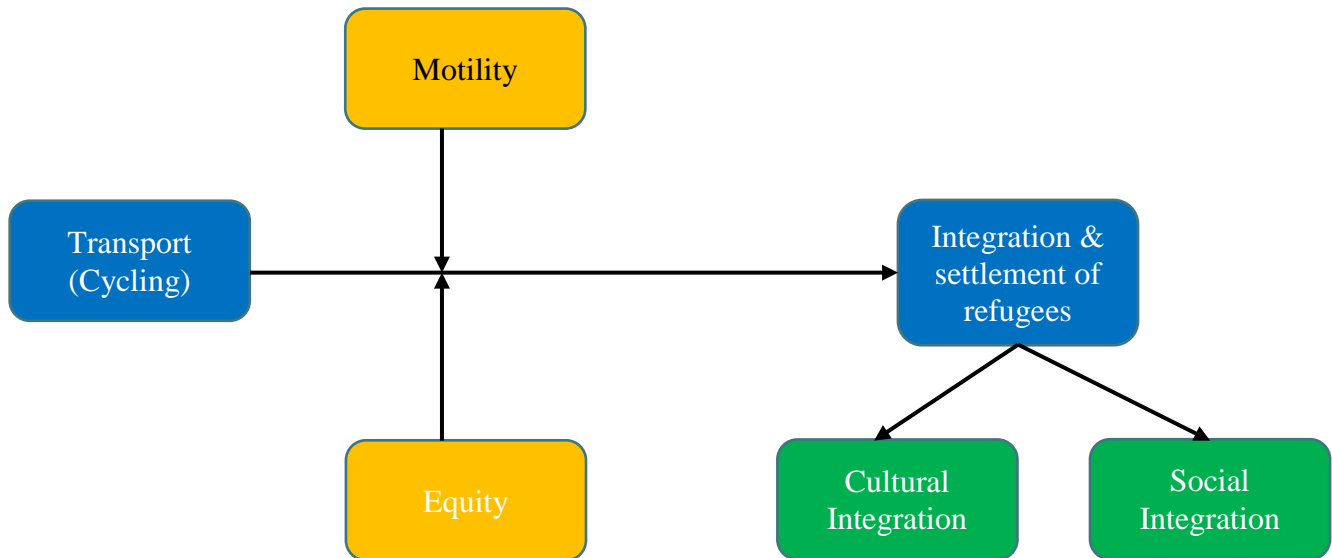 Motility
Transport
(Cycling)
Integration &
settlement of
refugees
Equity
Cultural
Integration
Social
Integration